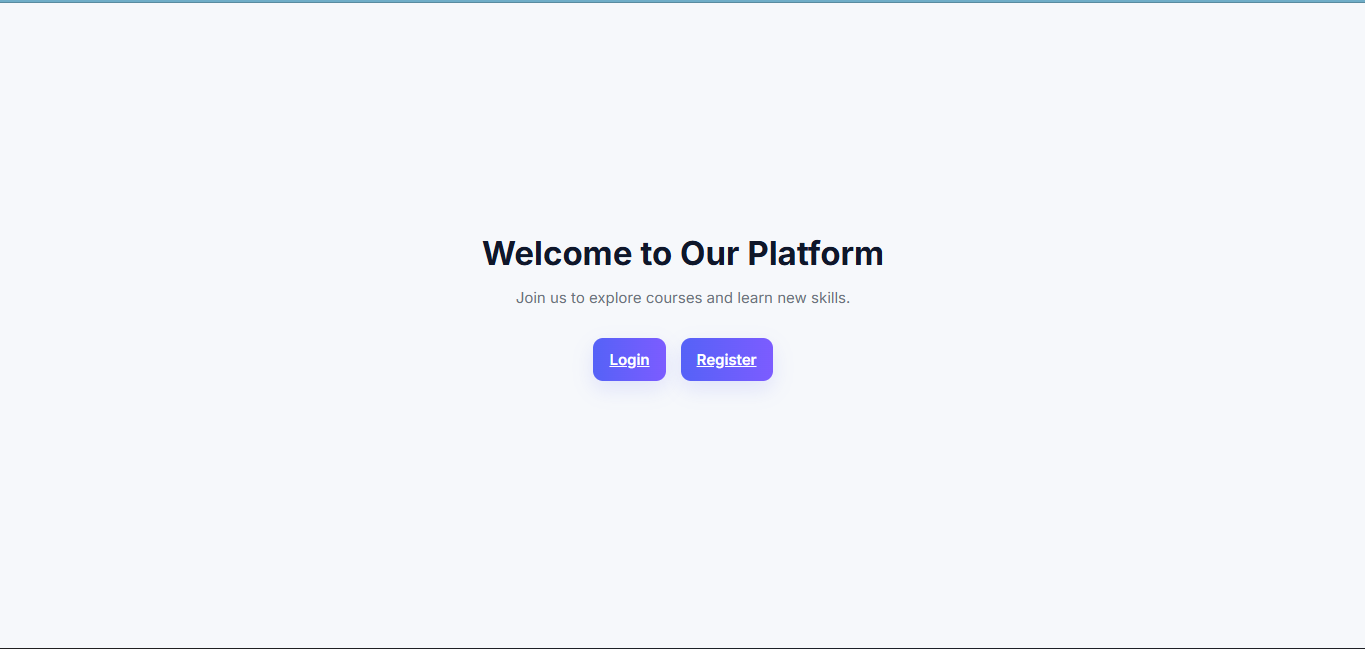 Welcome to Our Platform
Join us to explore courses and learn new skills.
Login Register